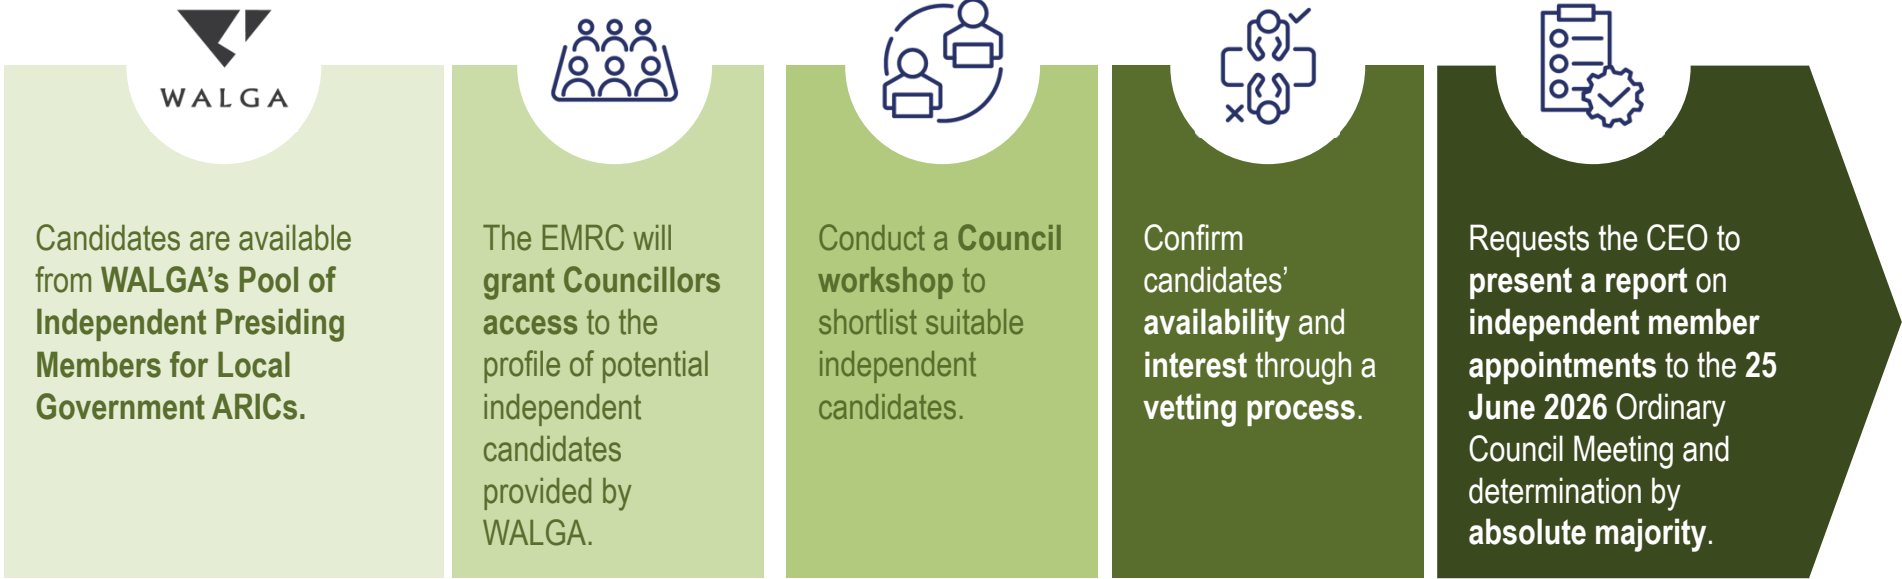 WALGA
Candidates are available
from WALGA’s Pool of
Independent Presiding
Members for Local
Government ARICs.
The EMRC will
grant Councillors
access to the
profile of potential
independent
candidates
provided by
WALGA.
Conduct a Council
workshop to
shortlist suitable
independent
candidates.
Confirm
candidates’
availability and
interest through a
vetting process.
Requests the CEO to
present a report on
independent member
appointments to the 25
June 2026 Ordinary
Council Meeting and
determination by
absolute majority.